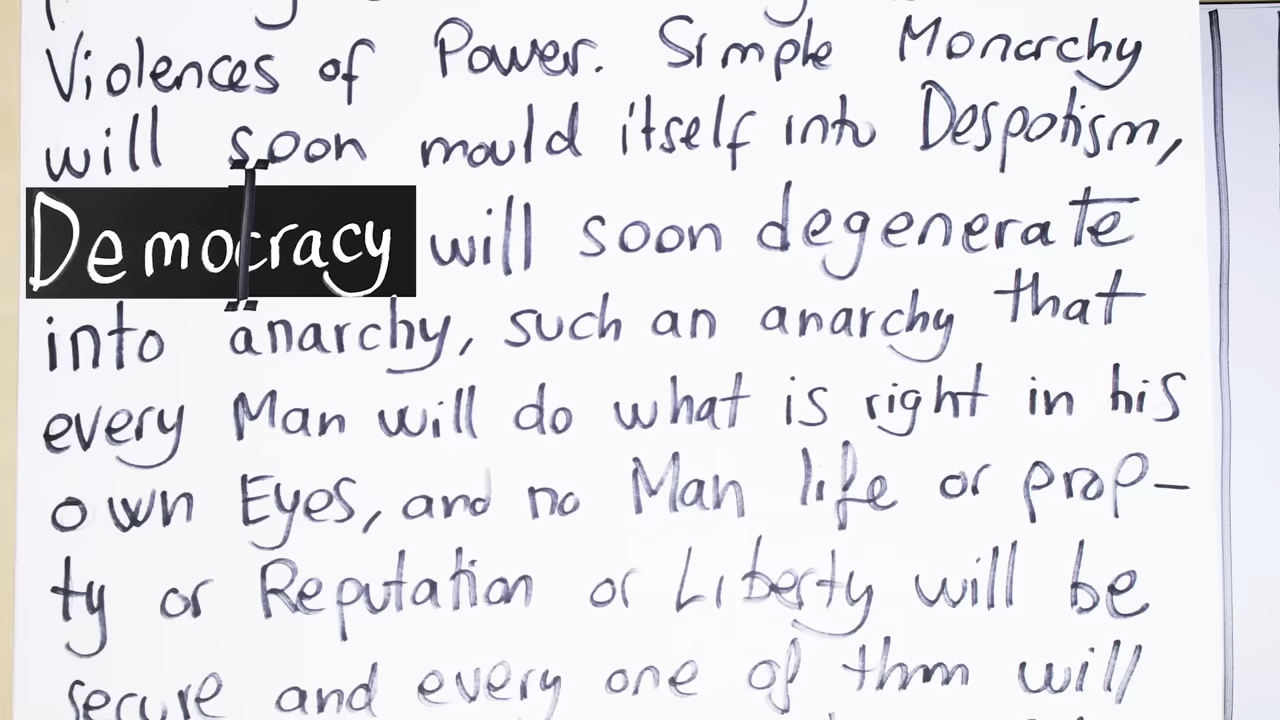 Violences of Power. Simple Monarchy
will soon mould itself into Despotism,
Democracy will soon degenerate
into anarchy, such an anarchy that
every Man will do what is right in his
own Eyes, and no Man life or prop-
ty or Reputation or Liberty will be
secure and every one of thm will